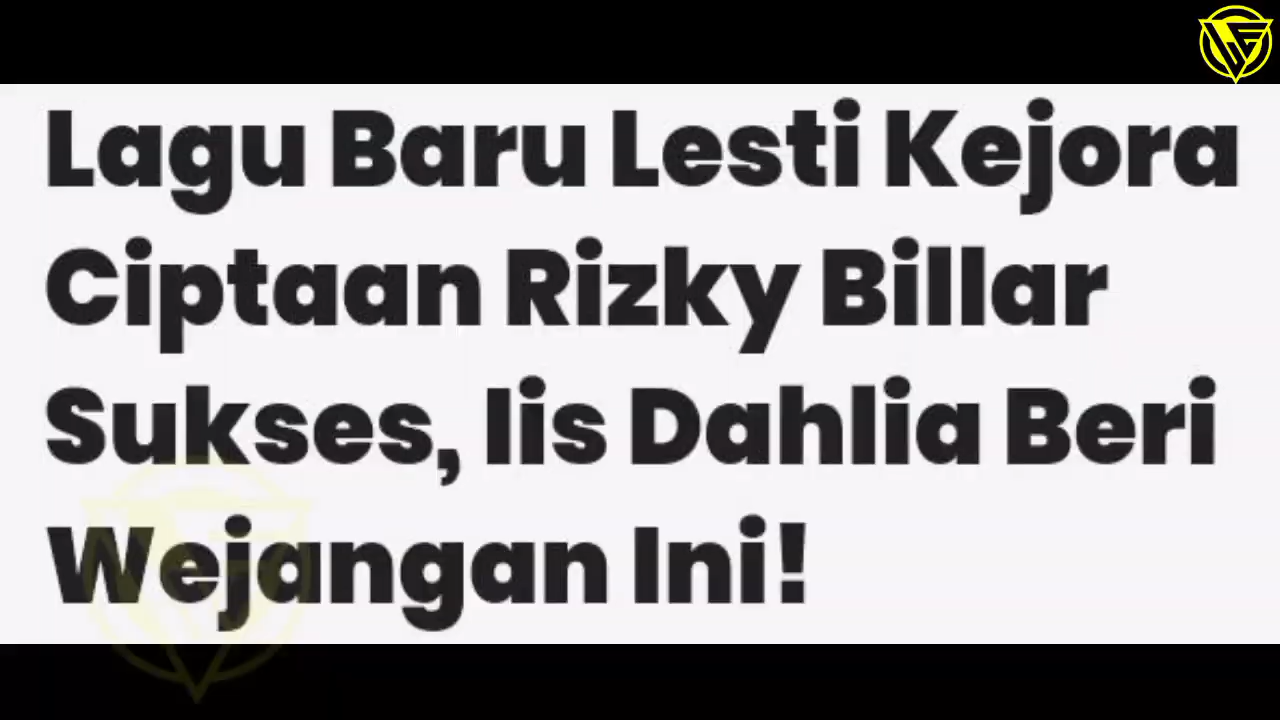 Lagu Baru Lesti Kejora
Ciptaan Rizky Billar
Sukses, Iis Dahlia Beri
Wejangan Ini!